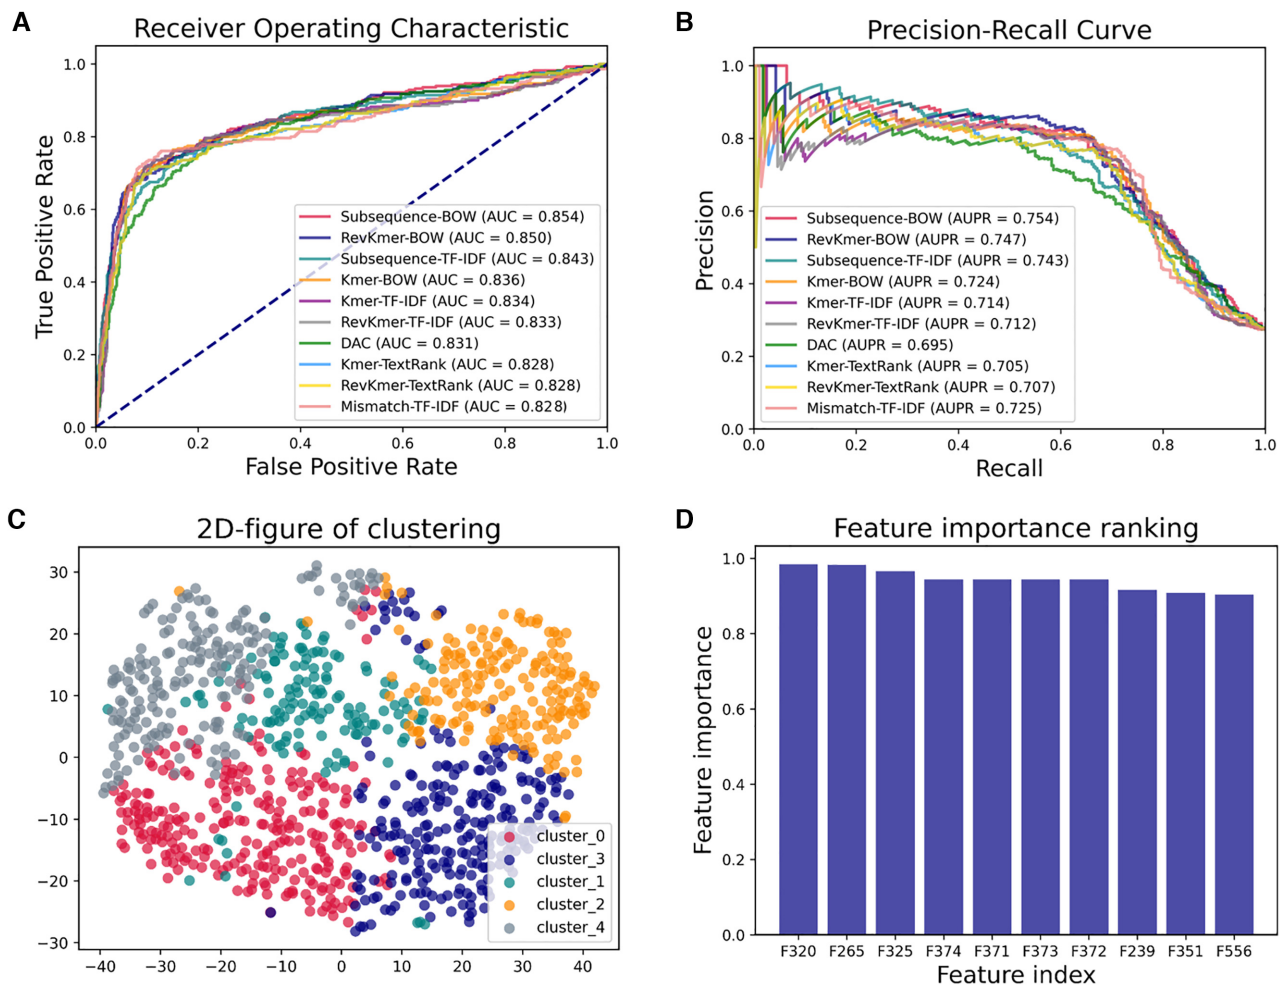 A
Receiver Operating Characteristic
True Positive Rate
1.0
0.8
0.6
0.4
0.2
0.0
Subsequence-BOW (AUC = 0.854)
RevKmer-BOW (AUC = 0.850)
Subsequence-TF-IDF (AUC = 0.843)
Kmer-BOW (AUC = 0.836)
Kmer-TF-IDF (AUC = 0.834)
RevKmer-TF-IDF (AUC = 0.833)
DAC (AUC = 0.831)
Kmer-TextRank (AUC = 0.828)
RevKmer-TextRank (AUC = 0.828)
Mismatch-TF-IDF (AUC = 0.828)
0.0 0.2 0.4 0.6 0.8 1.0
False Positive Rate
B
Precision-Recall Curve
Precision
1.0
0.8
0.6
0.4
0.2
0.0
Subsequence-BOW (AUPR = 0.754)
RevKmer-BOW (AUPR = 0.747)
Subsequence-TF-IDF (AUPR = 0.743)
Kmer-BOW (AUPR = 0.724)
Kmer-TF-IDF (AUPR = 0.714)
RevKmer-TF-IDF (AUPR = 0.712)
DAC (AUPR = 0.695)
Kmer-TextRank (AUPR = 0.705)
RevKmer-TextRank (AUPR = 0.707)
Mismatch-TF-IDF (AUPR = 0.725)
0.0 0.2 0.4 0.6 0.8 1.0
Recall
C
2D-figure of clustering
30
20
10
0
−10
−20
−30
cluster_0
cluster_3
cluster_1
cluster_2
cluster_4
−40 −30 −20 −10 0 10 20 30 40
D
Feature importance ranking
Feature importance
1.0
0.8
0.6
0.4
0.2
0.0
F320 F265 F325 F374 F371 F373 F372 F239 F351 F556
Feature index